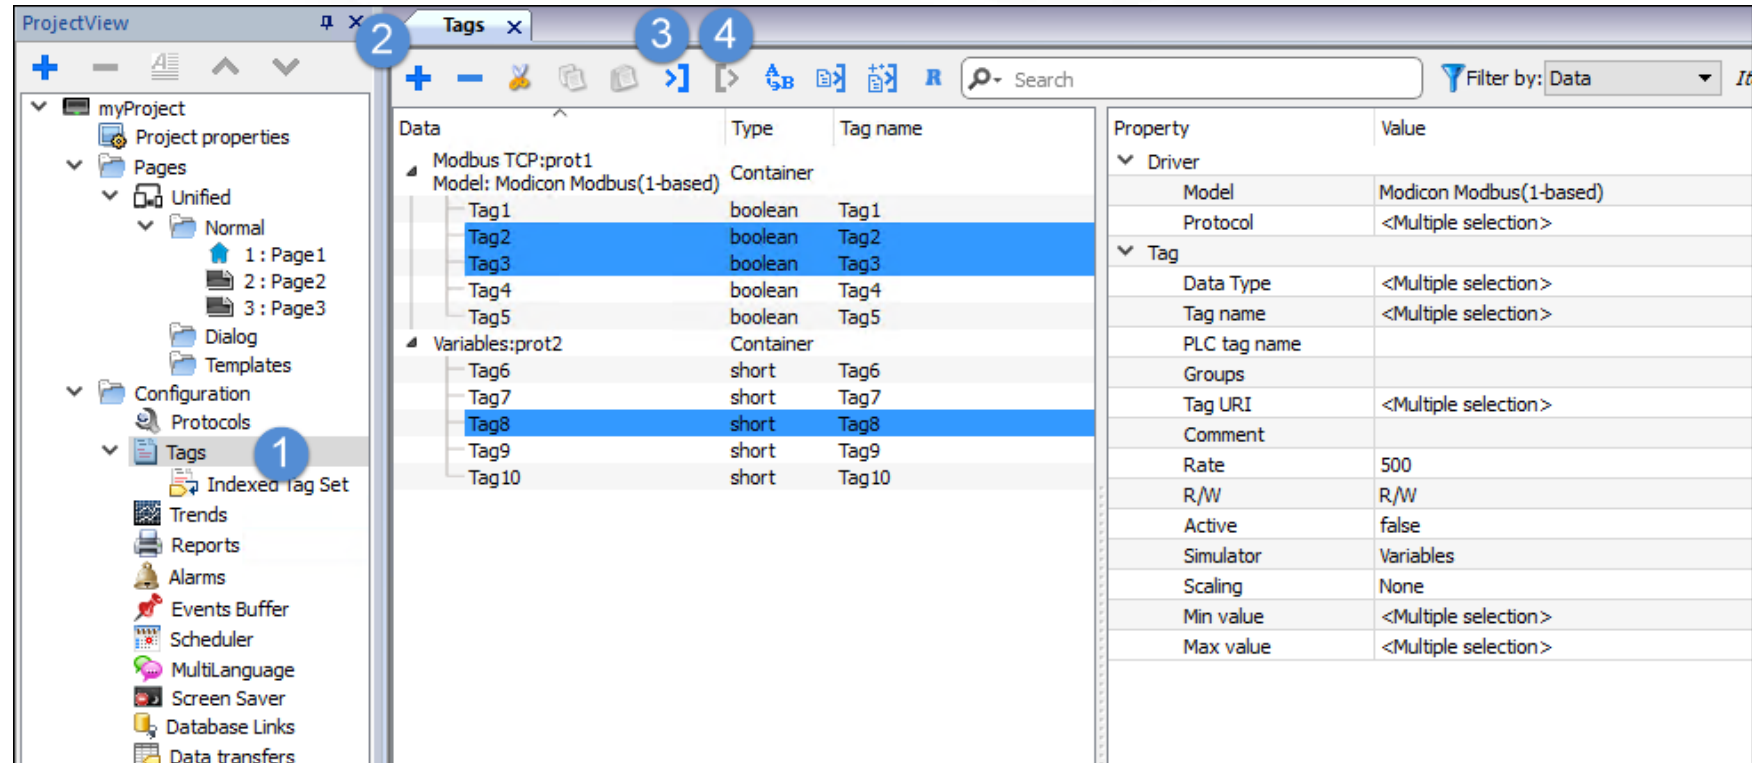 ProjectView
myProject
Project properties
Pages
Unified
Normal
1 : Page1
2 : Page2
3 : Page3
Dialog
Templates
Configuration
Protocols
Tags
1
Indexed Tag Set
Trends
Reports
Alarms
Events Buffer
Scheduler
MultiLanguage
Screen Saver
Database Links
Data transfers
2
Tags
3
4
A B
R
Search
Filter by: Data
It
Data Type Tag name
Modbus TCP:prot1
Model: Modicon Modbus(1-based) Container
Tag1 boolean Tag1
Tag2 boolean Tag2
Tag3 boolean Tag3
Tag4 boolean Tag4
Tag5 boolean Tag5
Variables:prot2 Container
Tag6 short Tag6
Tag7 short Tag7
Tag8 short Tag8
Tag9 short Tag9
Tag10 short Tag10
Property Value
Driver
Model Modicon Modbus(1-based)
Protocol <Multiple selection>
Tag
Data Type <Multiple selection>
Tag name <Multiple selection>
PLC tag name
Groups
Tag URI <Multiple selection>
Comment
Rate 500
R/W R/W
Active false
Simulator Variables
Scaling None
Min value <Multiple selection>
Max value <Multiple selection>